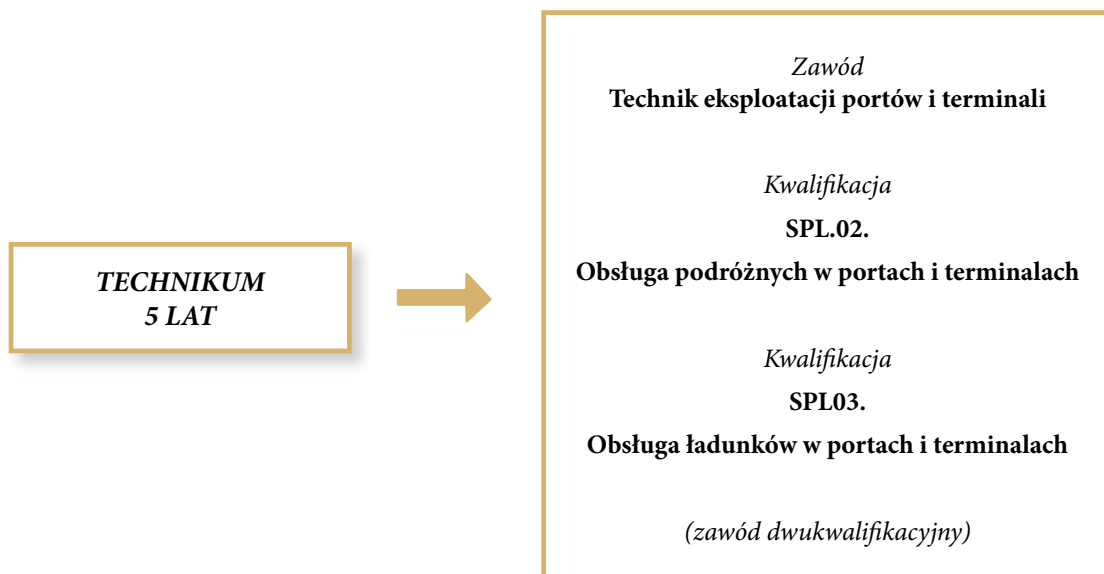 TECHNIKUM
5 LAT
Zawód
Technik eksploatacji portów i terminali
Kwalifikacja
SPL.02.
Obsługa podróżnych w portach i terminalach
Kwalifikacja
SPL03.
Obsługa ładunków w portach i terminalach
(zawód dwukwalifikacyjny)